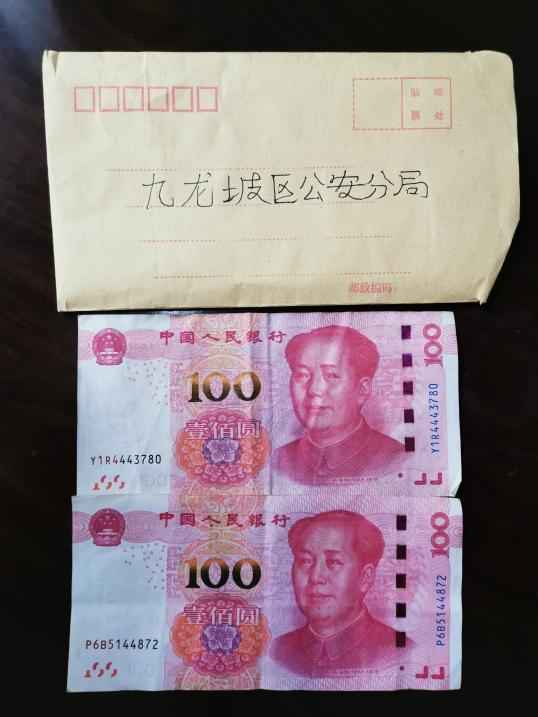 贴 邮
票 处
九龙坡区公安分局
邮政编码
中国人民银行
100
100
壹佰圆
Y1R4443780
Y1R4443780
中国人民银行
100
100
壹佰圆
P6B5144872
P6B5144872